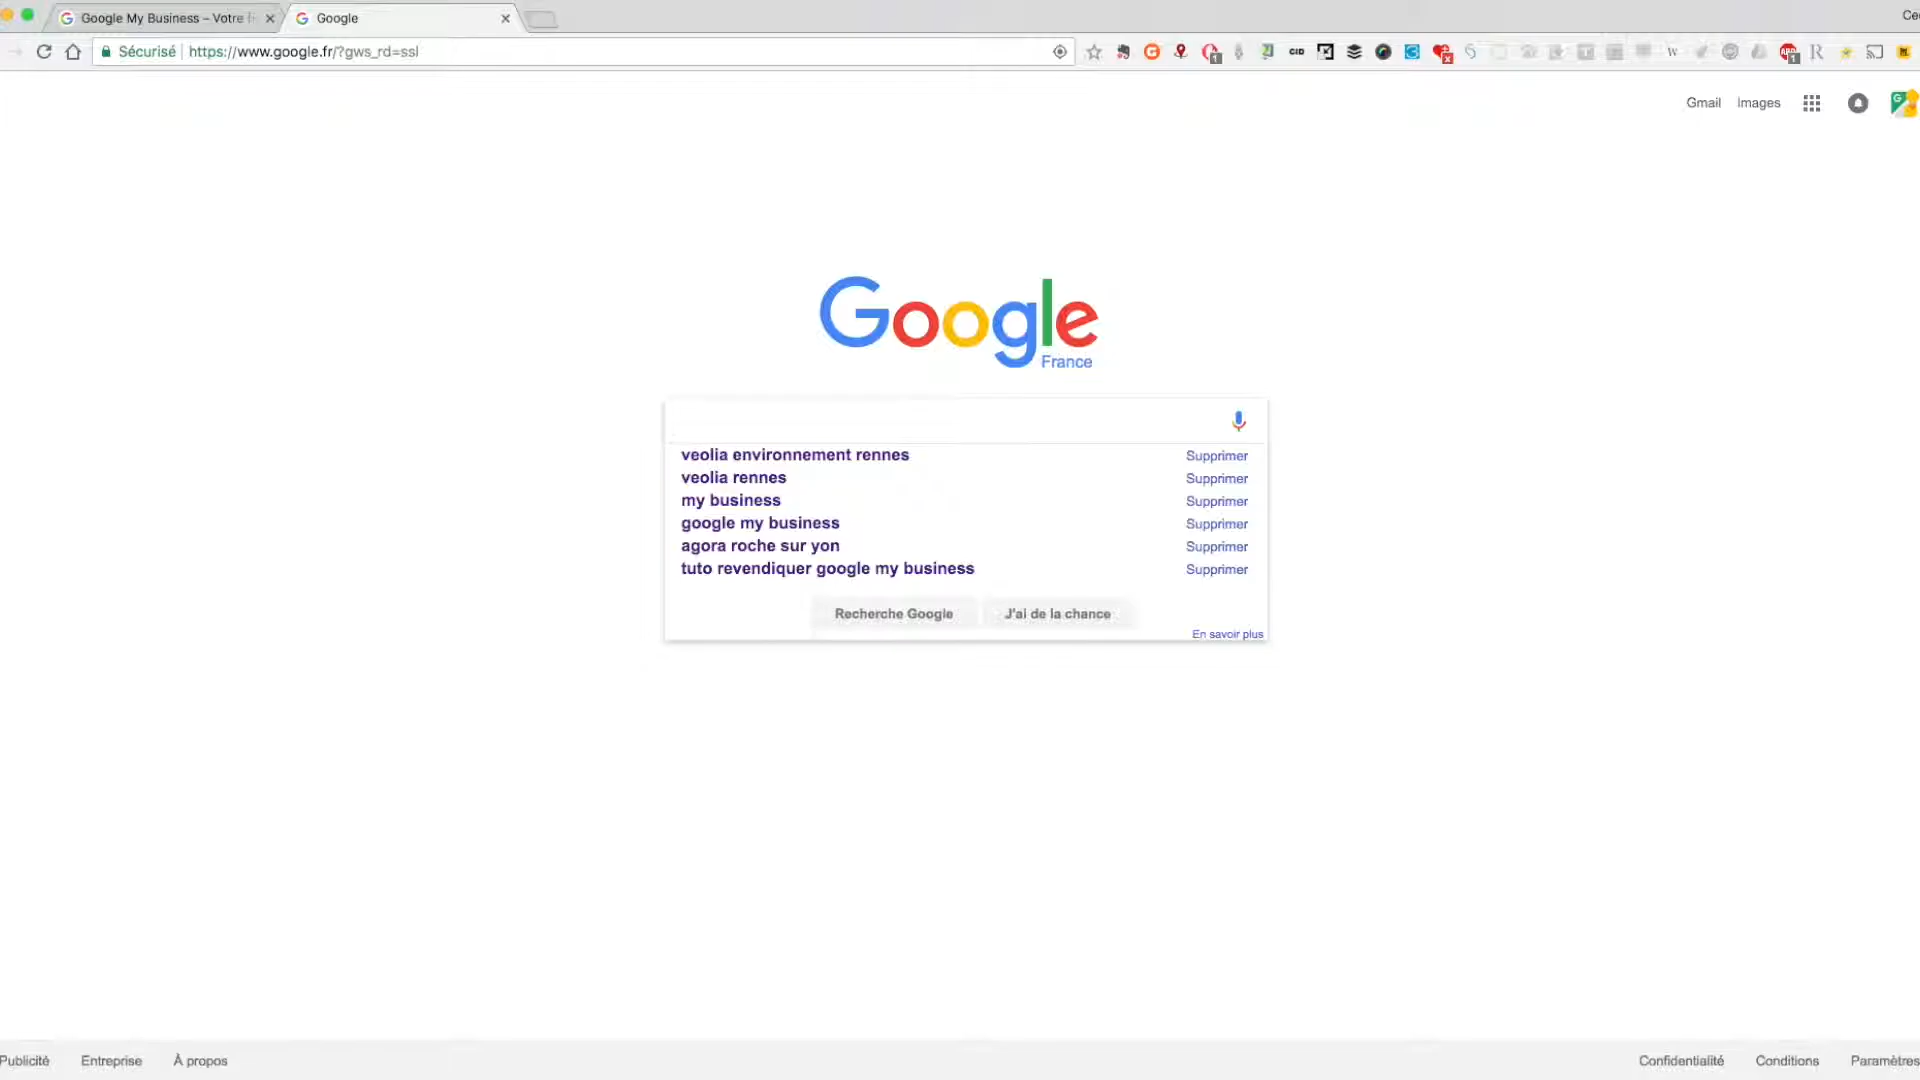 Google My Business – Votre
Google
Sécurisé
https://www.google.fr/?gws_rd=ssl
Gmail
Images
Google
France
veolia environnement rennes
Supprimer
veolia rennes
Supprimer
my business
Supprimer
google my business
Supprimer
agora roche sur yon
Supprimer
tuto revendiquer google my business
Supprimer
Recherche Google
J'ai de la chance
En savoir plus
Publicité
Entreprise
À propos
Confidentialité
Conditions
Paramètres